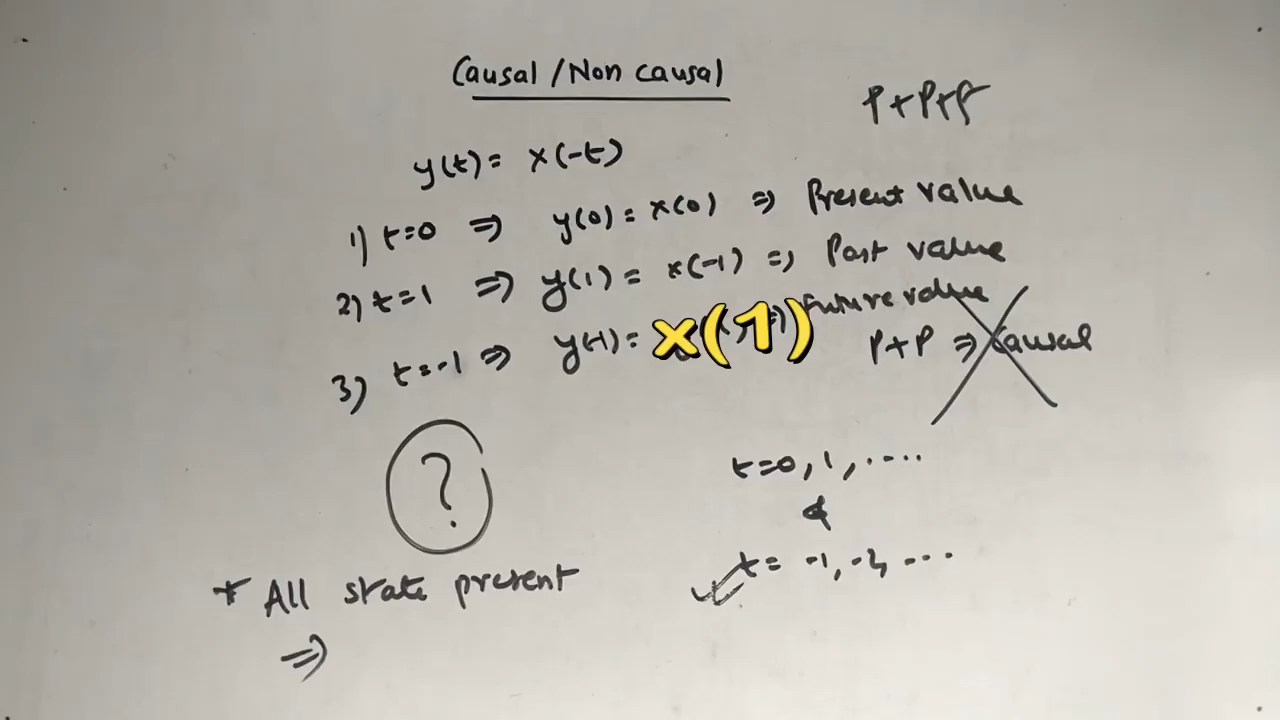 Causal / Non causal
P+P+F
y(t) = x(-t)
1) t=0 ⇒ y(0) = x(0) ⇒ Present value
2) t=1 ⇒ y(1) = x(-1) ⇒ Past value
3) t=-1 ⇒ y(-1) = x(1) ⇒ Future value
P+P ⇒ Causal
?
t=0, 1, ....
&
t= -1, -2, ...
* All state present
⇒